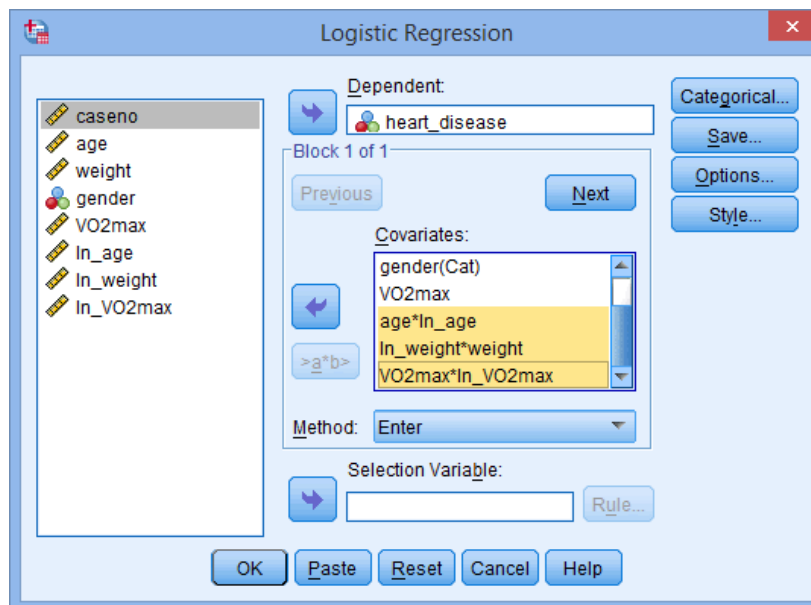 Logistic Regression
caseno
age
weight
gender
VO2max
ln_age
ln_weight
ln_VO2max
Dependent:
heart_disease
Block 1 of 1
Previous
Next
Covariates:
gender(Cat)
VO2max
age*ln_age
ln_weight*weight
VO2max*ln_VO2max
>a*b>
Method:
Enter
Selection Variable:
Rule...
Categorical...
Save...
Options...
Style...
OK
Paste
Reset
Cancel
Help